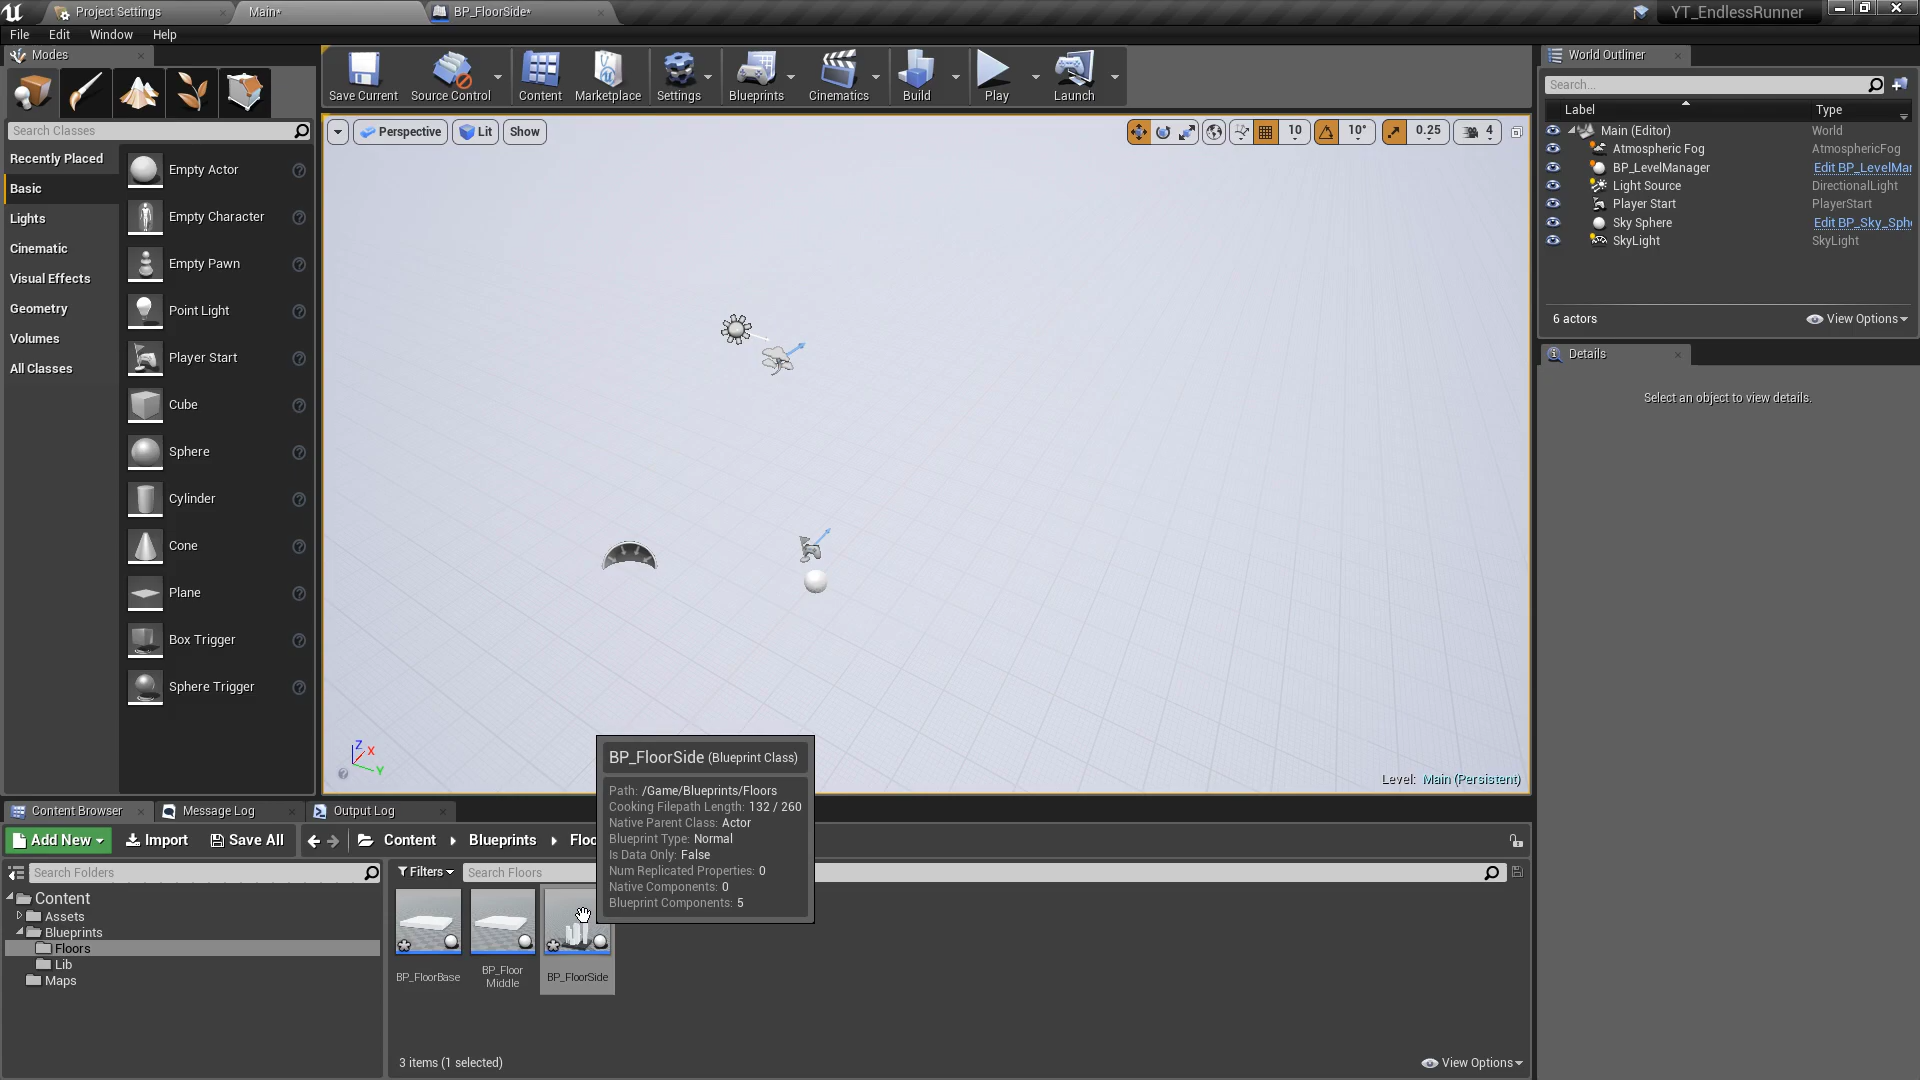 Project Settings
Main*
BP_FloorSide*
YT_EndlessRunner
File Edit Window Help
Modes
Save Current
Source Control
Content
Marketplace
Settings
Blueprints
Cinematics
Build
Play
Launch
Search Classes
Recently Placed
Basic
Lights
Cinematic
Visual Effects
Geometry
Volumes
All Classes
Empty Actor
Empty Character
Empty Pawn
Point Light
Player Start
Cube
Sphere
Cylinder
Cone
Plane
Box Trigger
Sphere Trigger
Perspective
Lit
Show
10
10°
0.25
4
Z
X
Y
Level: Main (Persistent)
World Outliner
Search...
Label Type
Main (Editor) World
Atmospheric Fog AtmosphericFog
BP_LevelManager Edit BP_LevelMar
Light Source DirectionalLight
Player Start PlayerStart
Sky Sphere Edit BP_Sky_Sph
SkyLight SkyLight
6 actors
View Options
Details
Select an object to view details.
BP_FloorSide (Blueprint Class)
Path: /Game/Blueprints/Floors
Cooking Filepath Length: 132 / 260
Native Parent Class: Actor
Blueprint Type: Normal
Is Data Only: False
Num Replicated Properties: 0
Native Components: 0
Blueprint Components: 5
Content Browser
Message Log
Output Log
Add New
Import
Save All
Content
Blueprints
Floo
Search Folders
Filters
Search Floors
Content
Assets
Blueprints
Floors
Lib
Maps
BP_FloorBase
BP_Floor
Middle
BP_FloorSide
3 items (1 selected)
View Options